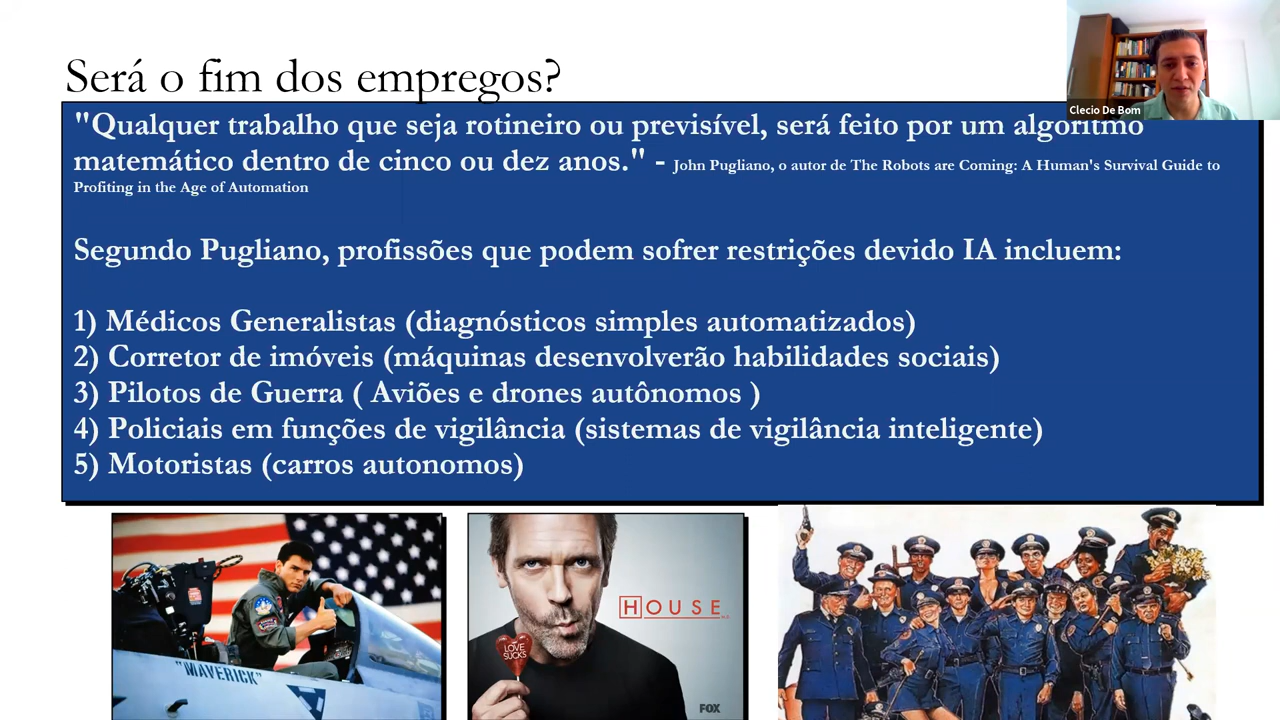 Será o fim dos empregos?
Clecio De Bom
"Qualquer trabalho que seja rotineiro ou previsível, será feito por um algoritmo
matemático dentro de cinco ou dez anos." - John Pugliano, o autor de The Robots are Coming: A Human's Survival Guide to
Profiting in the Age of Automation
Segundo Pugliano, profissões que podem sofrer restrições devido IA incluem:
1) Médicos Generalistas (diagnósticos simples automatizados)
2) Corretor de imóveis (máquinas desenvolverão habilidades sociais)
3) Pilotos de Guerra ( Aviões e drones autônomos )
4) Policiais em funções de vigilância (sistemas de vigilância inteligente)
5) Motoristas (carros autonomos)
"MAVERICK"
HOUSE
LOVE
SUCKS
FOX